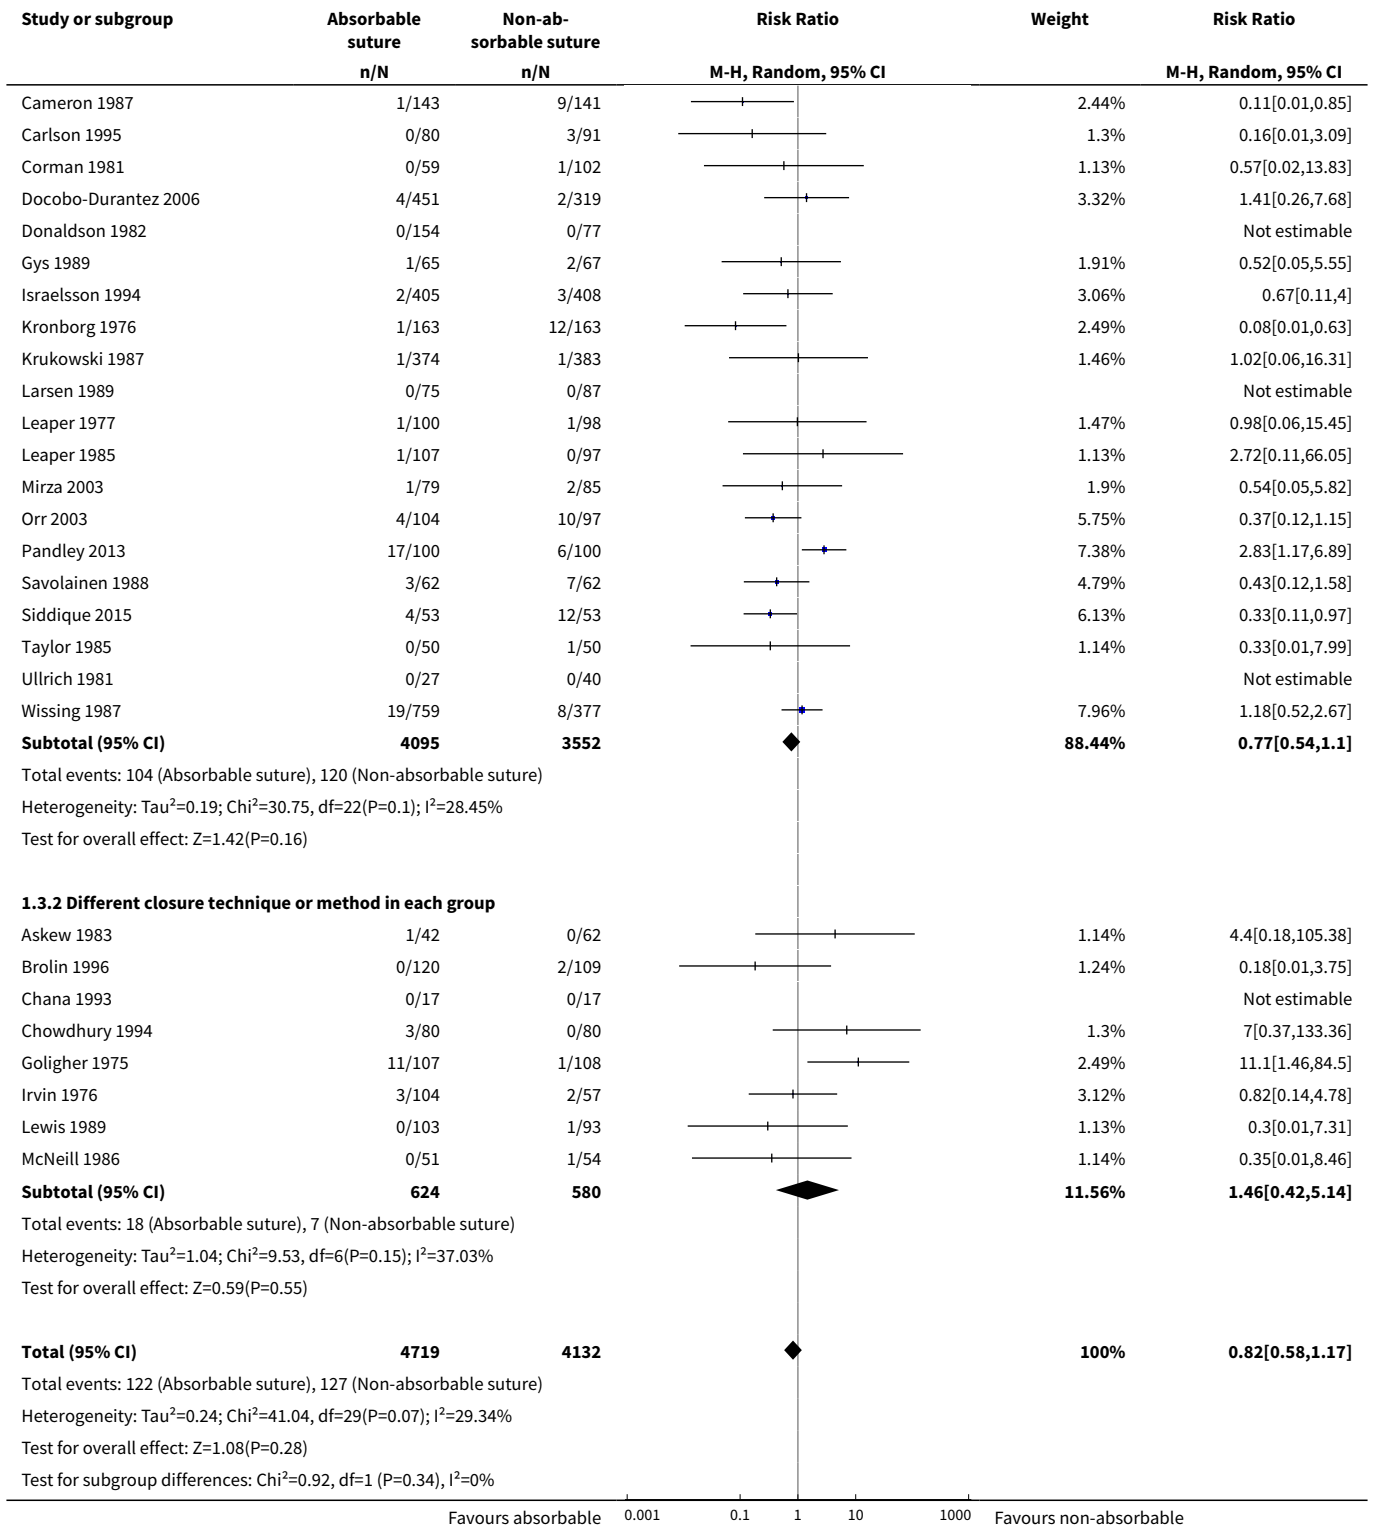 Study or subgroup Absorbable suture Non-ab-sorbable suture Risk Ratio Weight Risk Ratio
n/N n/N M-H, Random, 95% CI M-H, Random, 95% CI
Cameron 1987 1/143 9/141 2.44% 0.11[0.01,0.85]
Carlson 1995 0/80 3/91 1.3% 0.16[0.01,3.09]
Corman 1981 0/59 1/102 1.13% 0.57[0.02,13.83]
Docobo-Durantez 2006 4/451 2/319 3.32% 1.41[0.26,7.68]
Donaldson 1982 0/154 0/77 Not estimable
Gys 1989 1/65 2/67 1.91% 0.52[0.05,5.55]
Israelsson 1994 2/405 3/408 3.06% 0.67[0.11,4]
Kronborg 1976 1/163 12/163 2.49% 0.08[0.01,0.63]
Krukowski 1987 1/374 1/383 1.46% 1.02[0.06,16.31]
Larsen 1989 0/75 0/87 Not estimable
Leaper 1977 1/100 1/98 1.47% 0.98[0.06,15.45]
Leaper 1985 1/107 0/97 1.13% 2.72[0.11,66.05]
Mirza 2003 1/79 2/85 1.9% 0.54[0.05,5.82]
Orr 2003 4/104 10/97 5.75% 0.37[0.12,1.15]
Pandley 2013 17/100 6/100 7.38% 2.83[1.17,6.89]
Savolainen 1988 3/62 7/62 4.79% 0.43[0.12,1.58]
Siddique 2015 4/53 12/53 6.13% 0.33[0.11,0.97]
Taylor 1985 0/50 1/50 1.14% 0.33[0.01,7.99]
Ullrich 1981 0/27 0/40 Not estimable
Wissing 1987 19/759 8/377 7.96% 1.18[0.52,2.67]
Subtotal (95% CI) 4095 3552 88.44% 0.77[0.54,1.1]
Total events: 104 (Absorbable suture), 120 (Non-absorbable suture)
Heterogeneity: Tau²=0.19; Chi²=30.75, df=22(P=0.1); I²=28.45%
Test for overall effect: Z=1.42(P=0.16)
1.3.2 Different closure technique or method in each group
Askew 1983 1/42 0/62 1.14% 4.4[0.18,105.38]
Brolin 1996 0/120 2/109 1.24% 0.18[0.01,3.75]
Chana 1993 0/17 0/17 Not estimable
Chowdhury 1994 3/80 0/80 1.3% 7[0.37,133.36]
Goligher 1975 11/107 1/108 2.49% 11.1[1.46,84.5]
Irvin 1976 3/104 2/57 3.12% 0.82[0.14,4.78]
Lewis 1989 0/103 1/93 1.13% 0.3[0.01,7.31]
McNeill 1986 0/51 1/54 1.14% 0.35[0.01,8.46]
Subtotal (95% CI) 624 580 11.56% 1.46[0.42,5.14]
Total events: 18 (Absorbable suture), 7 (Non-absorbable suture)
Heterogeneity: Tau²=1.04; Chi²=9.53, df=6(P=0.15); I²=37.03%
Test for overall effect: Z=0.59(P=0.55)
Total (95% CI) 4719 4132 100% 0.82[0.58,1.17]
Total events: 122 (Absorbable suture), 127 (Non-absorbable suture)
Heterogeneity: Tau²=0.24; Chi²=41.04, df=29(P=0.07); I²=29.34%
Test for overall effect: Z=1.08(P=0.28)
Test for subgroup differences: Chi²=0.92, df=1 (P=0.34), I²=0%
Favours absorbable 0.001 0.1 1 10 1000 Favours non-absorbable